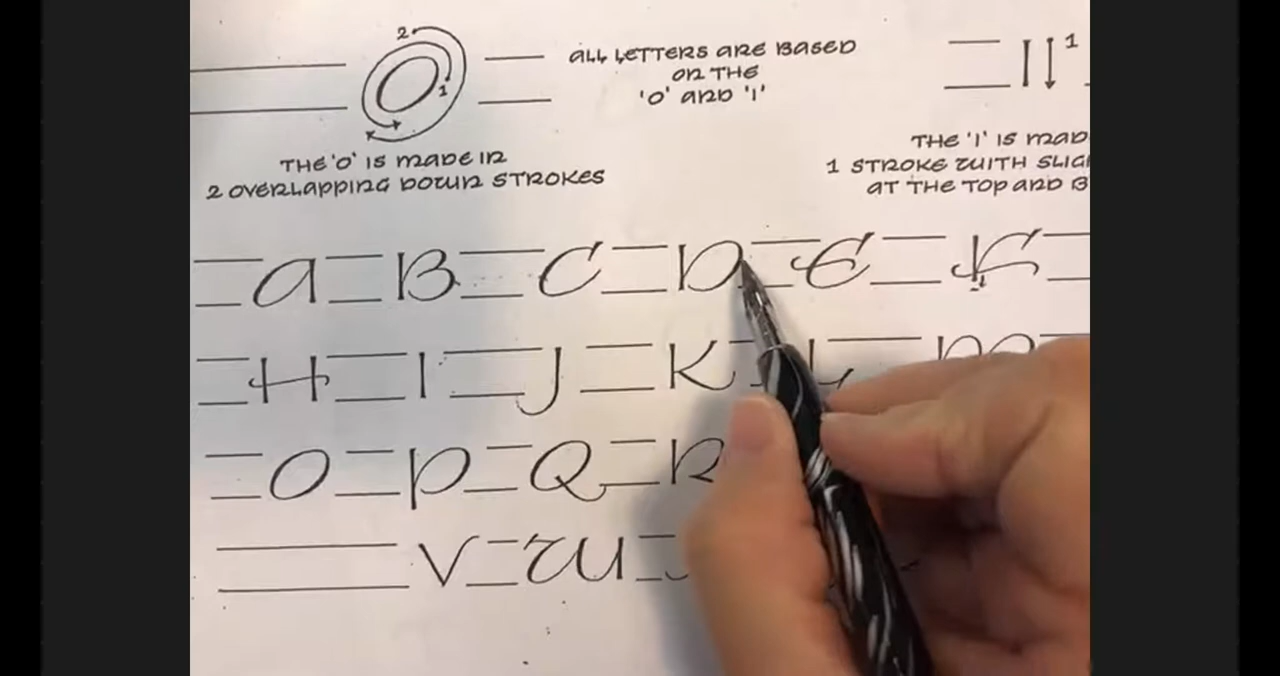 2 1
ALL LETTERS ARE BASED
ON THE
'O' AND 'I'
1
THE 'O' IS MADE IN
2 OVERLAPPING DOWN STROKES
THE 'I' IS MAD
1 STROKE WITH SLIG
AT THE TOP AND B
A B C D E F
H I J K L M
O P Q R
V W